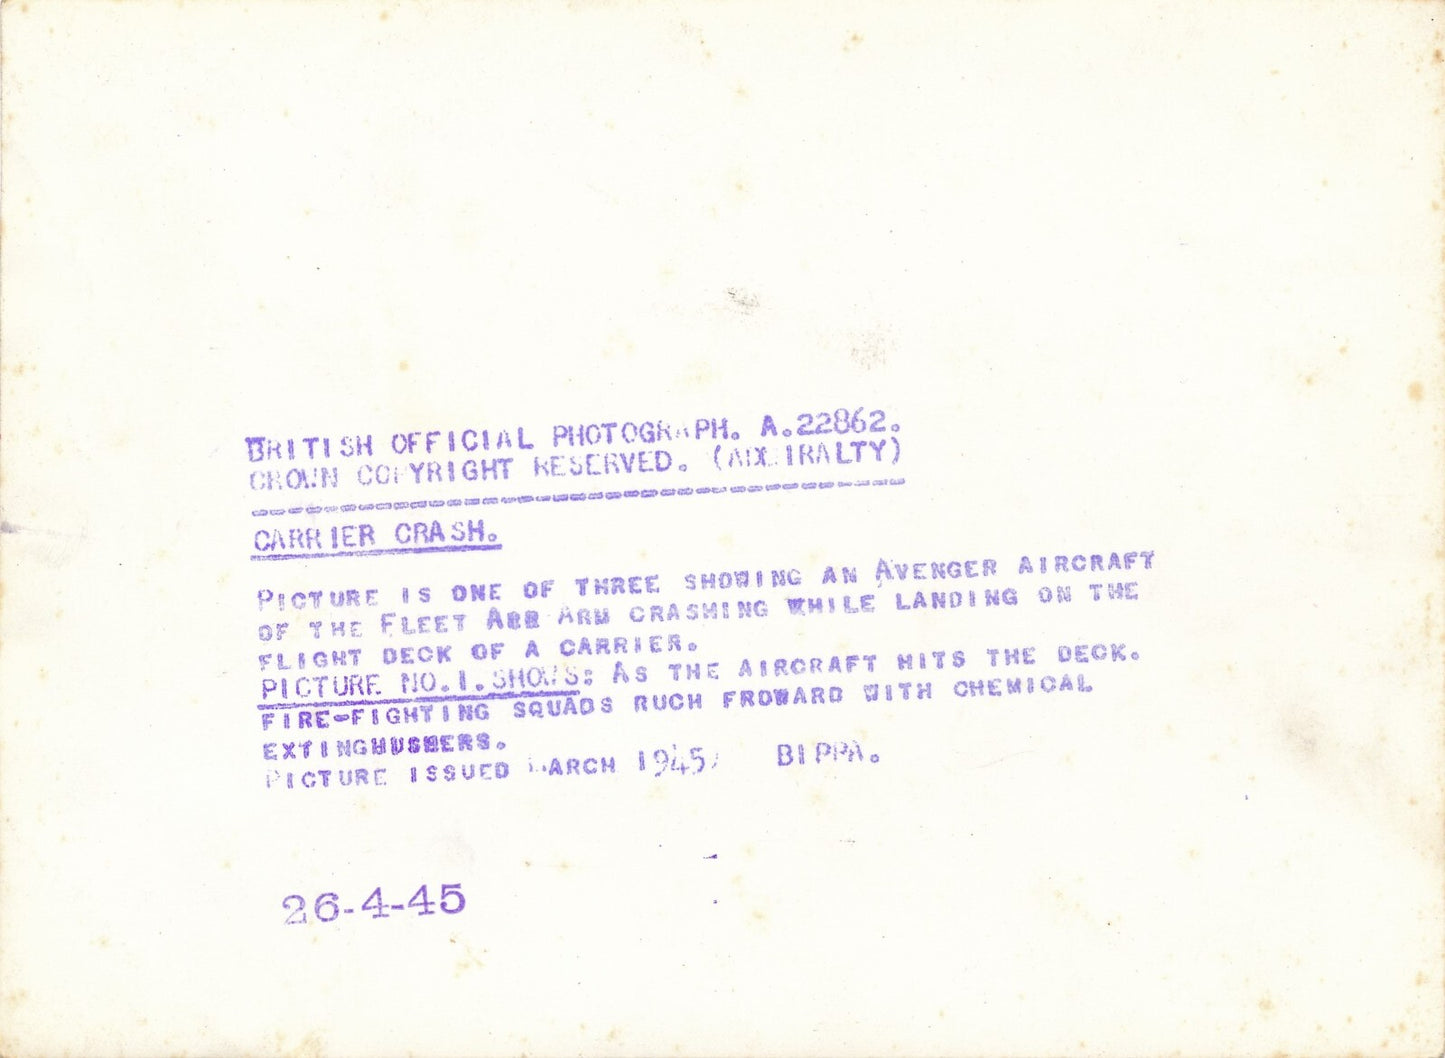 BRITISH OFFICIAL PHOTOGRAPH. A.22862.
CROWN COPYRIGHT RESERVED. (ADMIRALTY)
CARRIER CRASH.
PICTURE IS ONE OF THREE SHOWING AN AVENGER AIRCRAFT
OF THE FLEET ARM CRASHING WHILE LANDING ON THE
FLIGHT DECK OF A CARRIER.
PICTURE NO.1.SHOWS: AS THE AIRCRAFT HITS THE DECK.
FIRE-FIGHTING SQUADS RUCH FROWARD WITH CHEMICAL
EXTINGHUSHERS.
PICTURE ISSUED MARCH 1945, BIPPA.
26-4-45